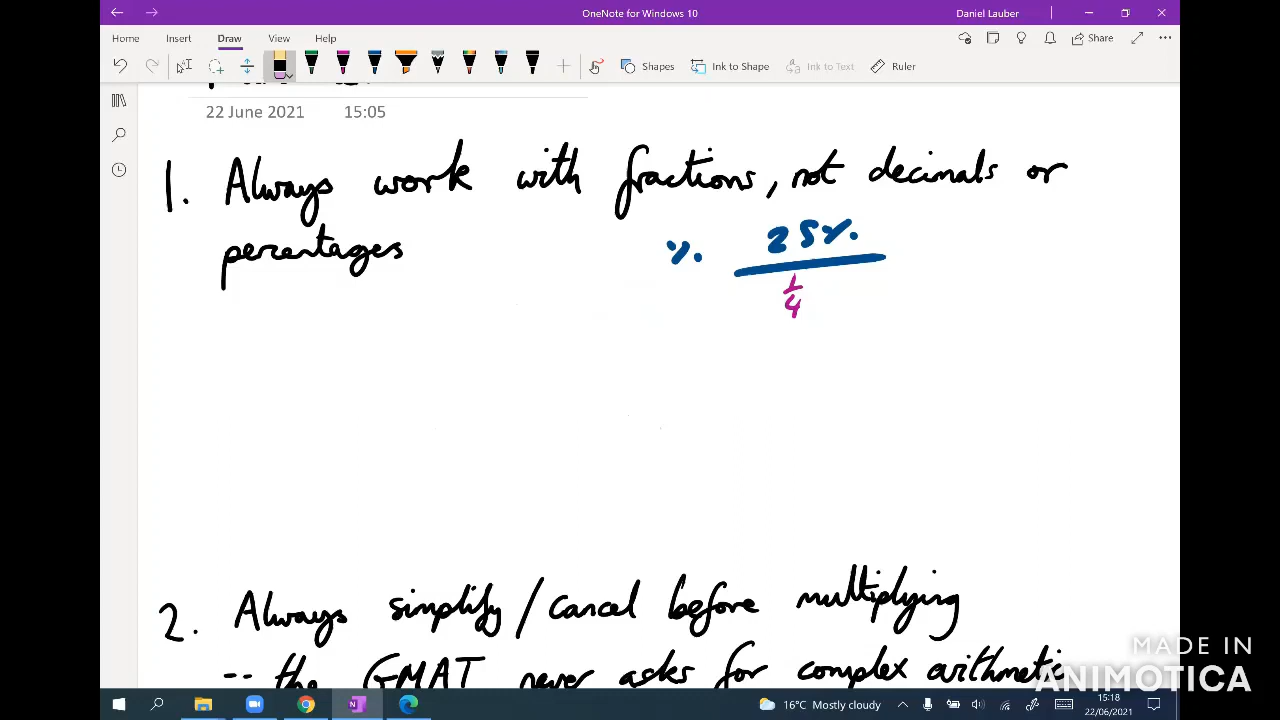 OneNote for Windows 10
Daniel Lauber
Home
Insert
Draw
View
Help
Share
Shapes
Ink to Shape
Ink to Text
Ruler
22 June 2021 15:05
1. Always work with fractions, not decimals or
percentages
% 25%
1/4
2. Always simplify/cancel before multiplying
-- the GMAT never asks for complex arithmetic
MADE IN
ANIMOTICA
16°C Mostly cloudy
15:18
22/06/2021